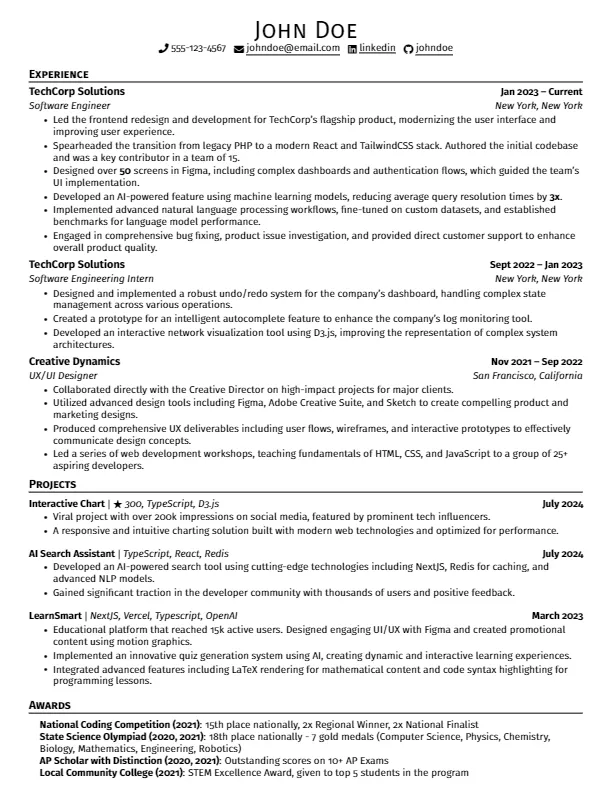 John Doe
555-123-4567 johndoe@email.com linkedin johndoe
Experience
TechCorp Solutions Jan 2023 – Current
Software Engineer New York, New York
• Led the frontend redesign and development for TechCorp's flagship product, modernizing the user interface and
improving user experience.
• Spearheaded the transition from legacy PHP to a modern React and TailwindCSS stack. Authored the initial codebase
and was a key contributor in a team of 15.
• Designed over 50 screens in Figma, including complex dashboards and authentication flows, which guided the team's
UI implementation.
• Developed an AI-powered feature using machine learning models, reducing average query resolution times by 3x.
• Implemented advanced natural language processing workflows, fine-tuned on custom datasets, and established
benchmarks for language model performance.
• Engaged in comprehensive bug fixing, product issue investigation, and provided direct customer support to enhance
overall product quality.
TechCorp Solutions Sept 2022 – Jan 2023
Software Engineering Intern New York, New York
• Designed and implemented a robust undo/redo system for the company's dashboard, handling complex state
management across various operations.
• Created a prototype for an intelligent autocomplete feature to enhance the company's log monitoring tool.
• Developed an interactive network visualization tool using D3.js, improving the representation of complex system
architectures.
Creative Dynamics Nov 2021 – Sep 2022
UX/UI Designer San Francisco, California
• Collaborated directly with the Creative Director on high-impact projects for major clients.
• Utilized advanced design tools including Figma, Adobe Creative Suite, and Sketch to create compelling product and
marketing designs.
• Produced comprehensive UX deliverables including user flows, wireframes, and interactive prototypes to effectively
communicate design concepts.
• Led a series of web development workshops, teaching fundamentals of HTML, CSS, and JavaScript to a group of 25+
aspiring developers.
Projects
Interactive Chart | ★ 300, TypeScript, D3.js July 2024
• Viral project with over 200k impressions on social media, featured by prominent tech influencers.
• A responsive and intuitive charting solution built with modern web technologies and optimized for performance.
AI Search Assistant | TypeScript, React, Redis July 2024
• Developed an AI-powered search tool using cutting-edge technologies including NextJS, Redis for caching, and
advanced NLP models.
• Gained significant traction in the developer community with thousands of users and positive feedback.
LearnSmart | NextJS, Vercel, Typescript, OpenAI March 2023
• Educational platform that reached 15k active users. Designed engaging UI/UX with Figma and created promotional
content using motion graphics.
• Implemented an innovative quiz generation system using AI, creating dynamic and interactive learning experiences.
• Integrated advanced features including LaTeX rendering for mathematical content and code syntax highlighting for
programming lessons.
Awards
National Coding Competition (2021): 15th place nationally, 2x Regional Winner, 2x National Finalist
State Science Olympiad (2020, 2021): 18th place nationally - 7 gold medals (Computer Science, Physics, Chemistry,
Biology, Mathematics, Engineering, Robotics)
AP Scholar with Distinction (2020, 2021): Outstanding scores on 10+ AP Exams
Local Community College (2021): STEM Excellence Award, given to top 5 students in the program